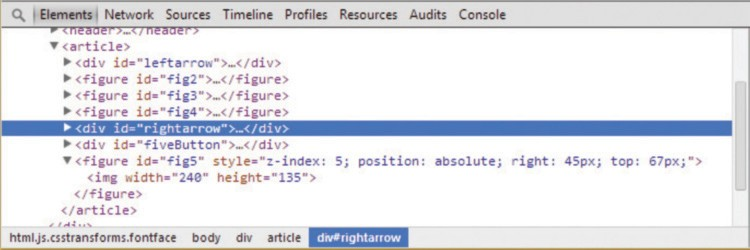 Elements Network Sources Timeline Profiles Resources Audits Console
▶<header>…</header>
▼<article>
▶<div id="leftarrow">…</div>
▶<figure id="fig2">…</figure>
▶<figure id="fig3">…</figure>
▶<figure id="fig4">…</figure>
▶<div id="rightarrow">…</div>
▶<div id="fiveButton">…</div>
▼<figure id="fig5" style="z-index: 5; position: absolute; right: 45px; top: 67px;">
<img width="240" height="135">
</figure>
</article>
</div>
html.js.csstransforms.fontface body div article div#rightarrow